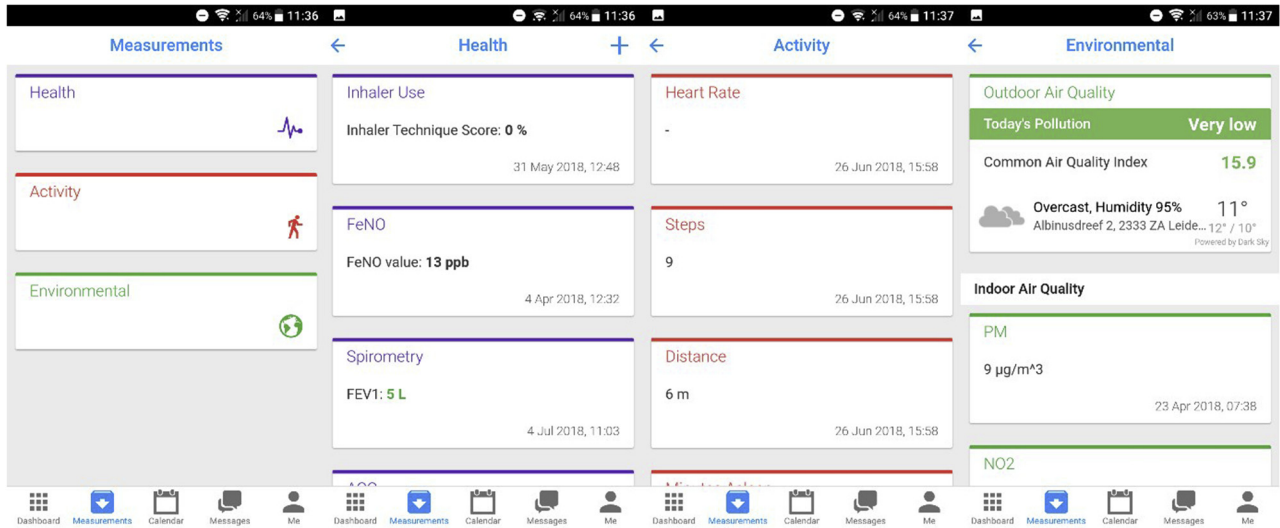 64% 11:36
Measurements
Health
Activity
Environmental
Dashboard Measurements Calendar Messages Me
64% 11:36
Health
Inhaler Use
Inhaler Technique Score: 0 %
31 May 2018, 12:48
FeNO
FeNO value: 13 ppb
4 Apr 2018, 12:32
Spirometry
FEV1: 5 L
4 Jul 2018, 11:03
Dashboard Measurements Calendar Messages Me
64% 11:37
Activity
Heart Rate
-
26 Jun 2018, 15:58
Steps
9
26 Jun 2018, 15:58
Distance
6 m
26 Jun 2018, 15:58
Minutes Asleep
Dashboard Measurements Calendar Messages Me
63% 11:37
Environmental
Outdoor Air Quality
Today's Pollution Very low
Common Air Quality Index 15.9
Overcast, Humidity 95% 11°
Albinusdreef 2, 2333 ZA Leide... 12° / 10°
Powered by Dark Sky
Indoor Air Quality
PM
9 µg/m^3
23 Apr 2018, 07:38
NO2
Dashboard Measurements Calendar Messages Me